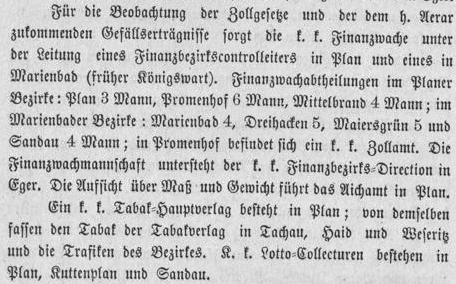 Für die Beobachtung der Zollgesetze und der dem h. Aerar
zukommenden Gefällserträgnisse sorgt die k. k. Finanzwache unter
der Leitung eines Finanzbezirkscontrolleiters in Plan und eines in
Marienbad (früher Königswart). Finanzwachabtheilungen im Planer
Bezirke: Plan 3 Mann, Promenhof 6 Mann, Mittelbrand 4 Mann; im
Marienbader Bezirke: Marienbad 4, Dreihacken 5, Maiersgrün 5 und
Sandau 4 Mann; in Promenhof befindet sich ein k. k. Zollamt. Die
Finanzwachmannschaft untersteht der k. k. Finanzbezirks-Direction in
Eger. Die Aufsicht über Maß und Gewicht führt das Aichamt in Plan.
Ein k. k. Tabak-Hauptverlag besteht in Plan; von demselben
fassen den Tabak der Tabakverlag in Tachau, Haid und Weseritz
und die Trafiken des Bezirkes. K. k. Lotto-Collecturen bestehen in
Plan, Kuttenplan und Sandau.